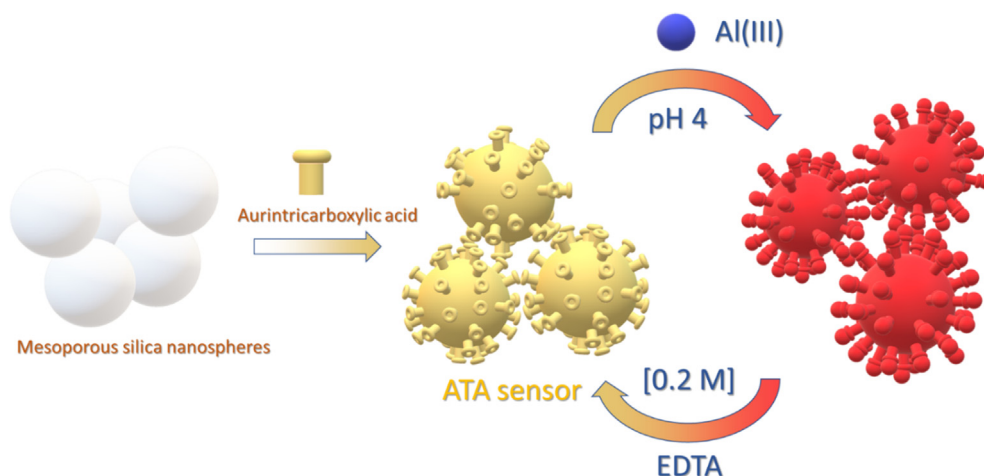 Al(III)
pH 4
Aurintricarboxylic acid
Mesoporous silica nanospheres
ATA sensor
[0.2 M]
EDTA